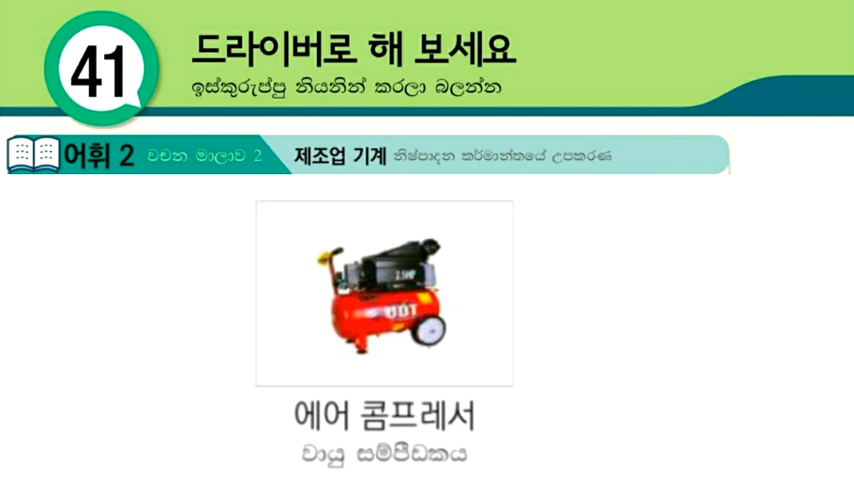 41
드라이버로 해 보세요
ඉස්කුරුප්පු නියනින් කරලා බලන්න
어휘 2 වචන මාලාව 2 제조업 기계 නිෂ්පාදන කර්මාන්තයේ උපකරණ
2.5HP
UDT
에어 콤프레서
වායු සම්පීඩකය